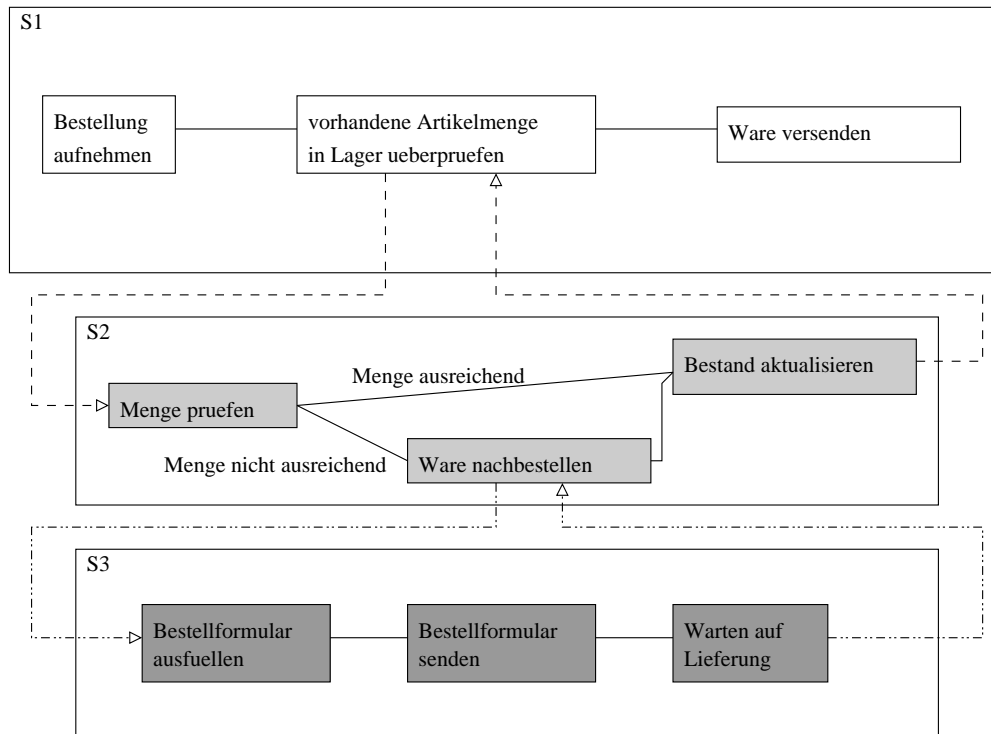 S1
Bestellung
aufnehmen
vorhandene Artikelmenge
in Lager ueberpruefen
Ware versenden
S2
Menge pruefen
Menge ausreichend
Menge nicht ausreichend
Ware nachbestellen
Bestand aktualisieren
S3
Bestellformular
ausfuellen
Bestellformular
senden
Warten auf
Lieferung